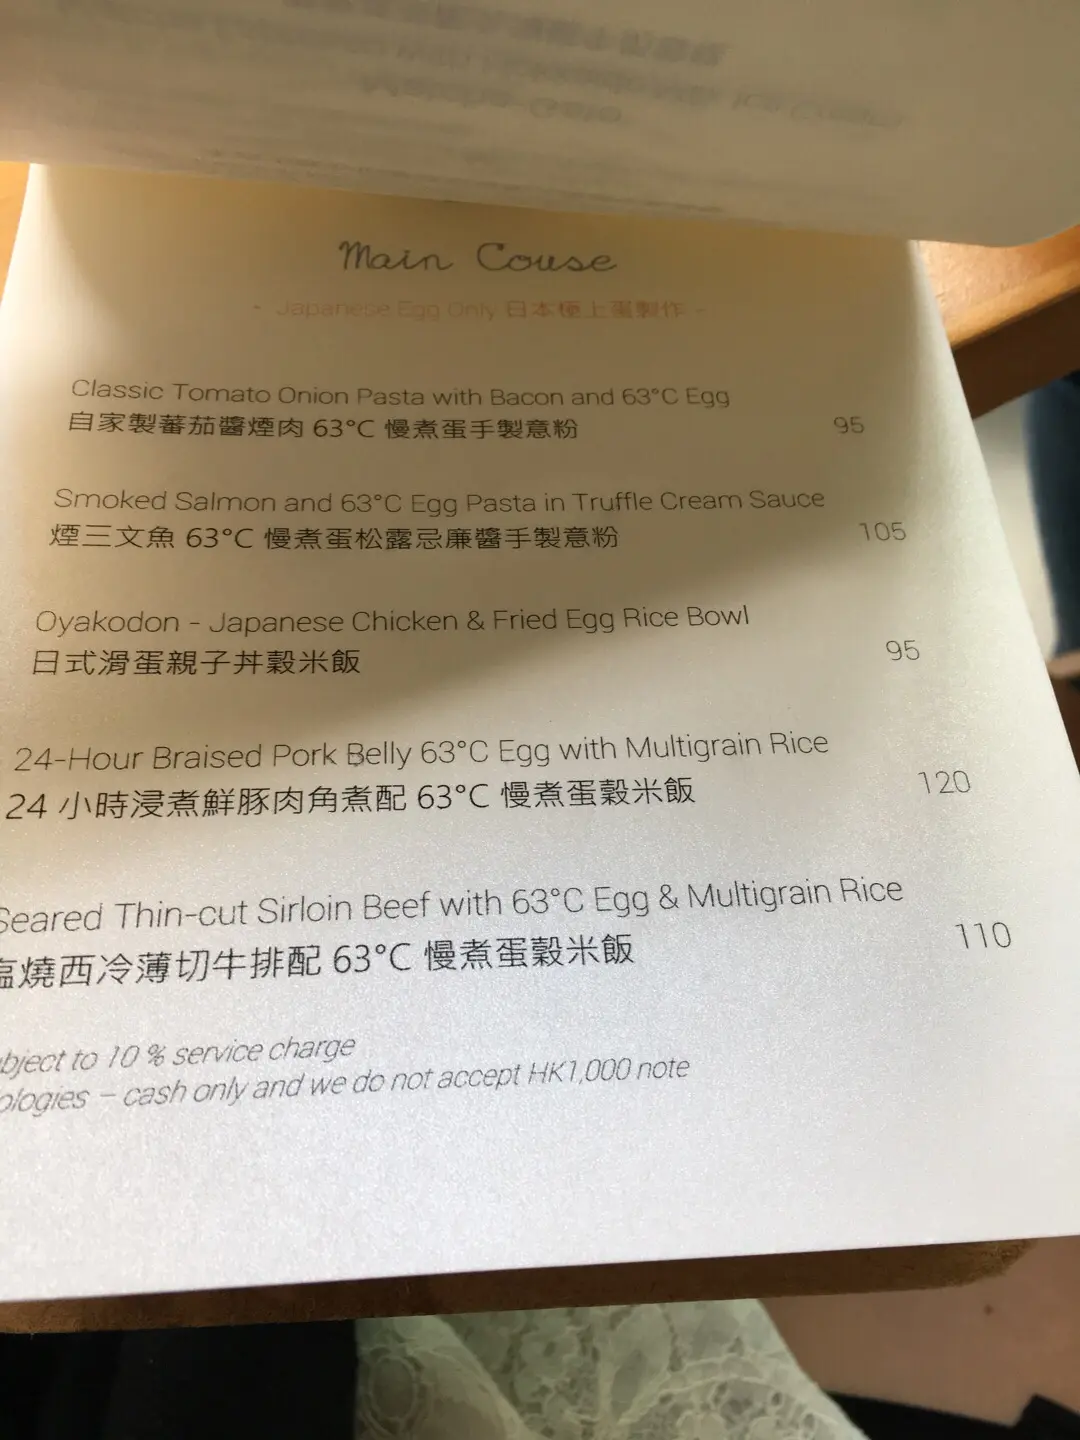 Main Couse
- Japanese Egg Only 日本極上蛋製作 -
Classic Tomato Onion Pasta with Bacon and 63°C Egg
自家製蕃茄醬煙肉 63°C 慢煮蛋手製意粉 95
Smoked Salmon and 63°C Egg Pasta in Truffle Cream Sauce
煙三文魚 63°C 慢煮蛋松露忌廉醬手製意粉 105
Oyakodon - Japanese Chicken & Fried Egg Rice Bowl
日式滑蛋親子丼穀米飯 95
24-Hour Braised Pork Belly 63°C Egg with Multigrain Rice
24 小時浸煮鮮豚肉角煮配 63°C 慢煮蛋穀米飯 120
Seared Thin-cut Sirloin Beef with 63°C Egg & Multigrain Rice
燒西冷薄切牛排配 63°C 慢煮蛋穀米飯 110
to 10 % service charge
– cash only and we do not accept HK1,000 note